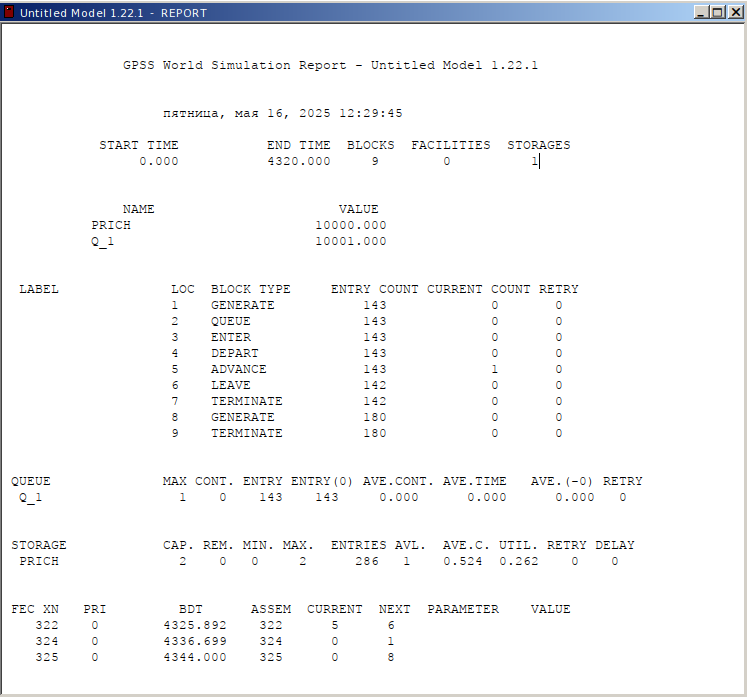 Untitled Model 1.22.1 - REPORT
GPSS World Simulation Report - Untitled Model 1.22.1
пятница, мая 16, 2025 12:29:45
START TIME END TIME BLOCKS FACILITIES STORAGES
0.000 4320.000 9 0 1
NAME VALUE
PRICH 10000.000
Q_1 10001.000
LABEL LOC BLOCK TYPE ENTRY COUNT CURRENT COUNT RETRY
1 GENERATE 143 0 0
2 QUEUE 143 0 0
3 ENTER 143 0 0
4 DEPART 143 0 0
5 ADVANCE 143 1 0
6 LEAVE 142 0 0
7 TERMINATE 142 0 0
8 GENERATE 180 0 0
9 TERMINATE 180 0 0
QUEUE MAX CONT. ENTRY ENTRY(0) AVE.CONT. AVE.TIME AVE.(-0) RETRY
Q_1 1 0 143 143 0.000 0.000 0.000 0
STORAGE CAP. REM. MIN. MAX. ENTRIES AVL. AVE.C. UTIL. RETRY DELAY
PRICH 2 0 0 2 286 1 0.524 0.262 0 0
FEC XN PRI BDT ASSEM CURRENT NEXT PARAMETER VALUE
322 0 4325.892 322 5 6
324 0 4336.699 324 0 1
325 0 4344.000 325 0 8